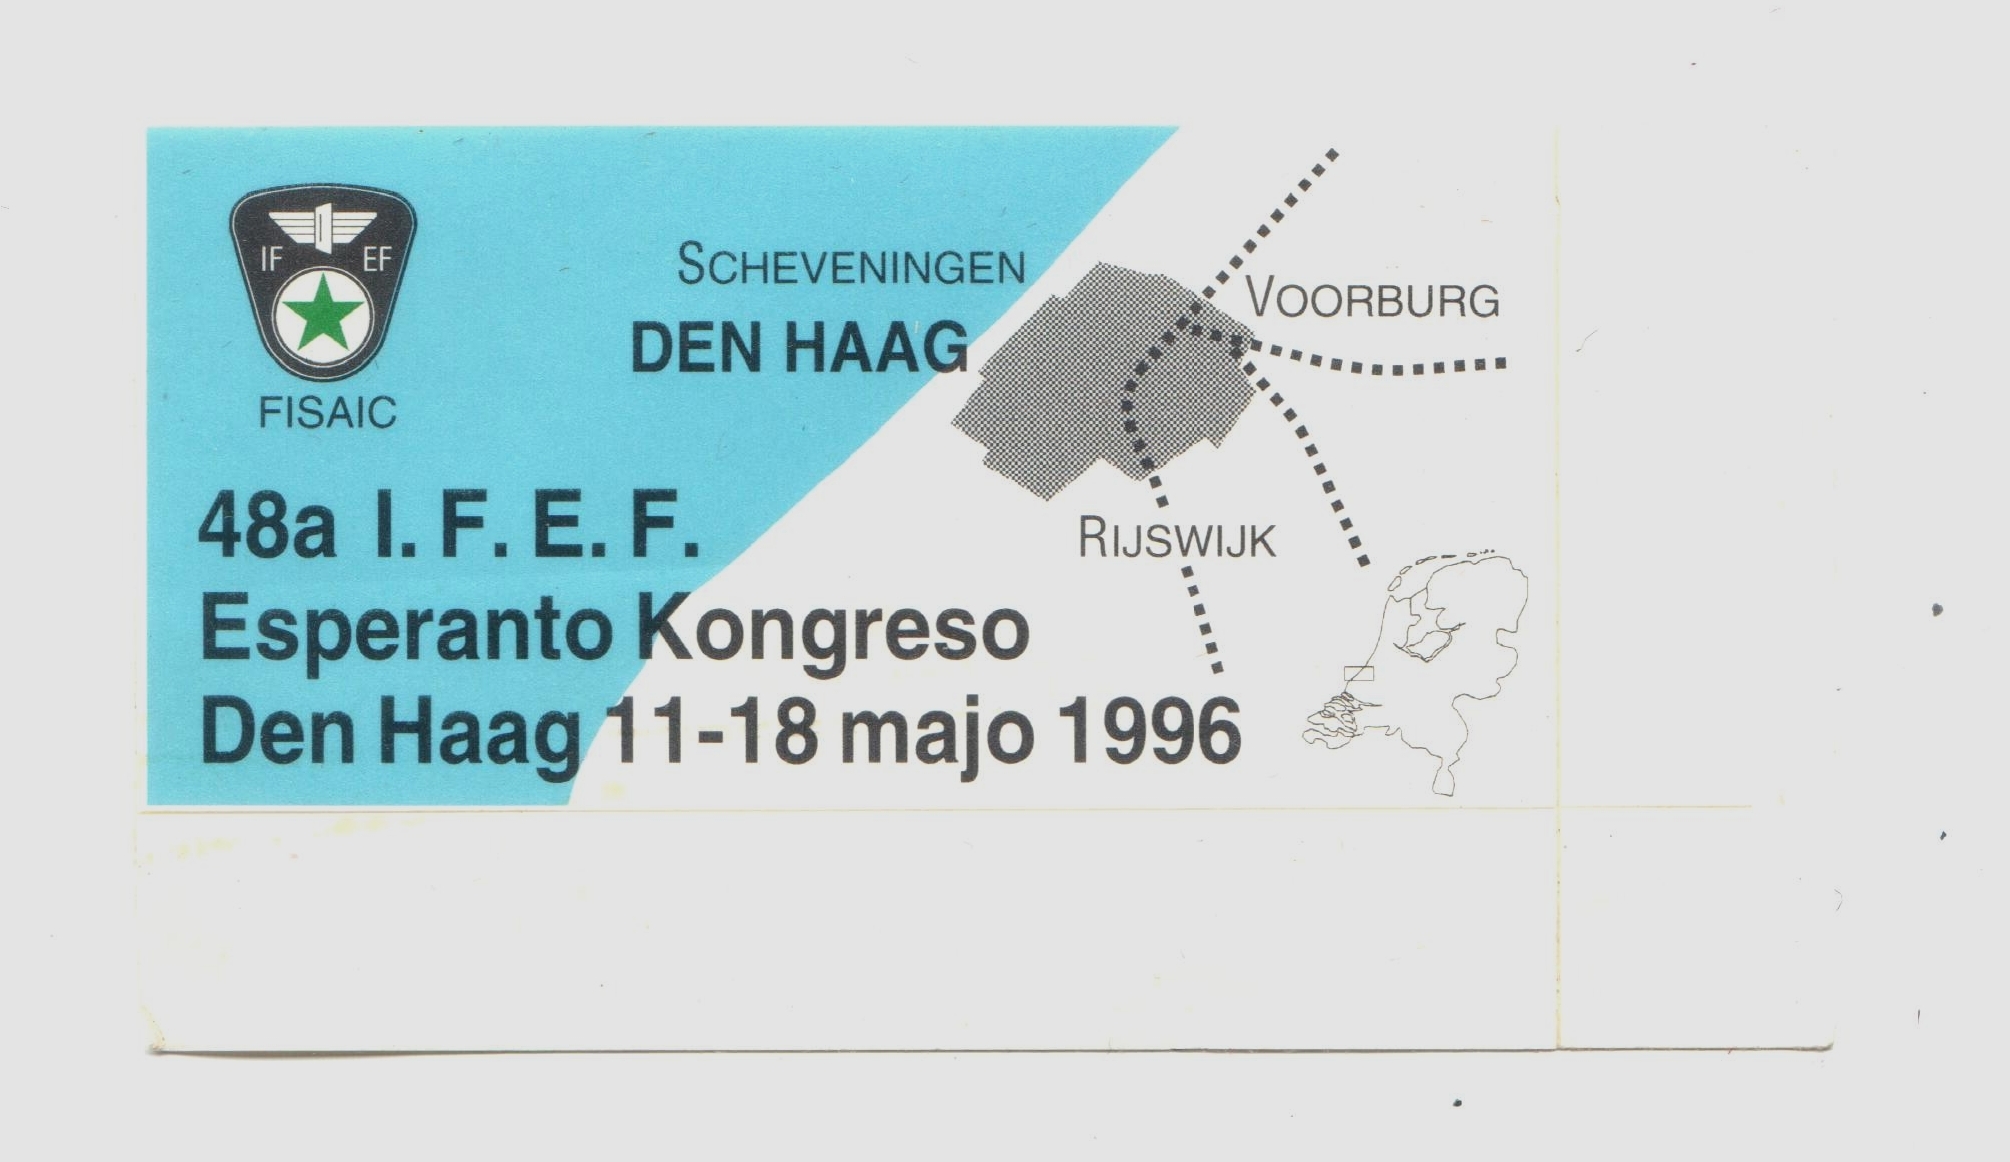 IF EF
FISAIC
SCHEVENINGEN
DEN HAAG
VOORBURG
RIJSWIJK
48a I. F. E. F.
Esperanto Kongreso
Den Haag 11-18 majo 1996